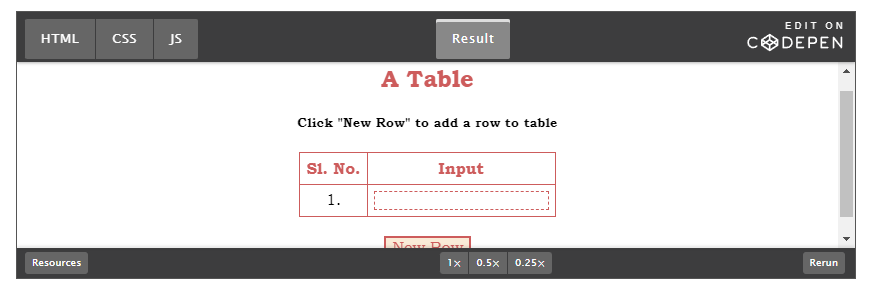 HTML CSS JS Result EDIT ON
CODEPEN
A Table
Click "New Row" to add a row to table
Sl. No. Input
1.
New Row
Resources 1× 0.5× 0.25× Rerun